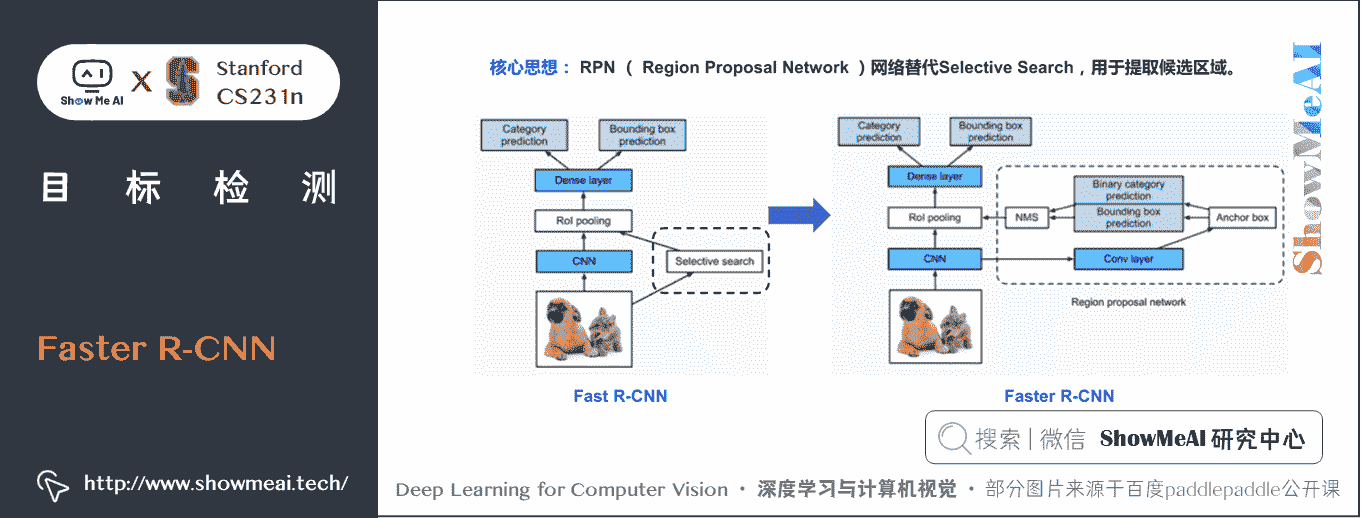 Show Me AI
X
Stanford
CS231n
目标检测
Faster R-CNN
http://www.showmeai.tech/
核心思想： RPN （ Region Proposal Network ）网络替代Selective Search，用于提取候选区域。
Category prediction
Bounding box prediction
Dense layer
RoI pooling
CNN
Selective search
Fast R-CNN
Category prediction
Bounding box prediction
Dense layer
RoI pooling
CNN
NMS
Binary category prediction
Bounding box prediction
Anchor box
Conv layer
Region proposal network
Faster R-CNN
ShowMeAI
搜索 | 微信 ShowMeAI 研究中心
Deep Learning for Computer Vision · 深度学习与计算机视觉 · 部分图片来源于百度paddlepaddle公开课